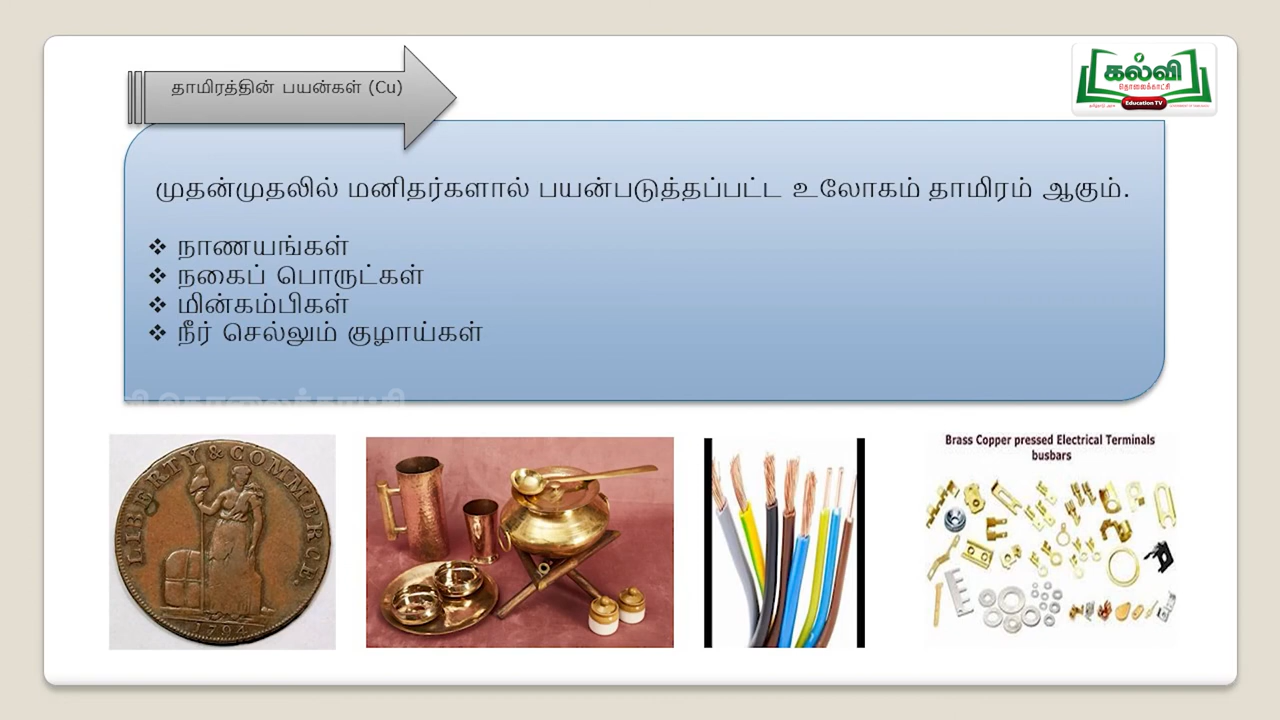 தாமிரத்தின் பயன்கள் (Cu)
கல்வி
தொலைக்காட்சி
Education TV
முதன்முதலில் மனிதர்களால் பயன்படுத்தப்பட்ட உலோகம் தாமிரம் ஆகும்.
❖ நாணயங்கள்
❖ நகைப் பொருட்கள்
❖ மின்கம்பிகள்
❖ நீர் செல்லும் குழாய்கள்
LIBERTY & COMMERCE
1794
Brass Copper pressed Electrical Terminals
busbars